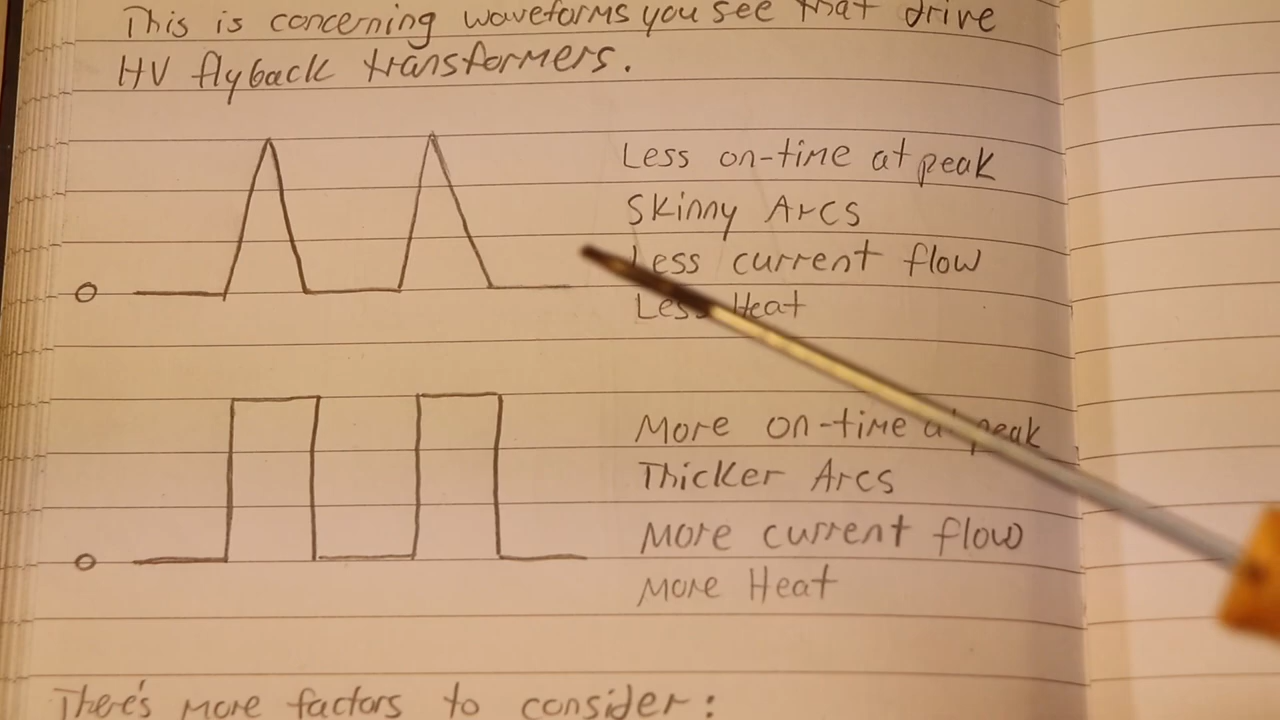 This is concerning waveforms you see that drive
HV flyback transformers.
Less on-time at peak
Skinny Arcs
Less current flow
Less Heat
0
More on-time at peak
Thicker Arcs
More current flow
More Heat
0
There's more factors to consider: